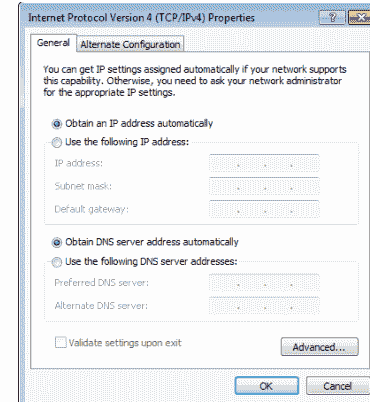 Internet Protocol Version 4 (TCP/IPv4) Properties
General
Alternate Configuration
You can get IP settings assigned automatically if your network supports
this capability. Otherwise, you need to ask your network administrator
for the appropriate IP settings.
Obtain an IP address automatically
Use the following IP address:
IP address:
Subnet mask:
Default gateway:
Obtain DNS server address automatically
Use the following DNS server addresses:
Preferred DNS server:
Alternate DNS server:
Validate settings upon exit
Advanced...
OK
Cancel